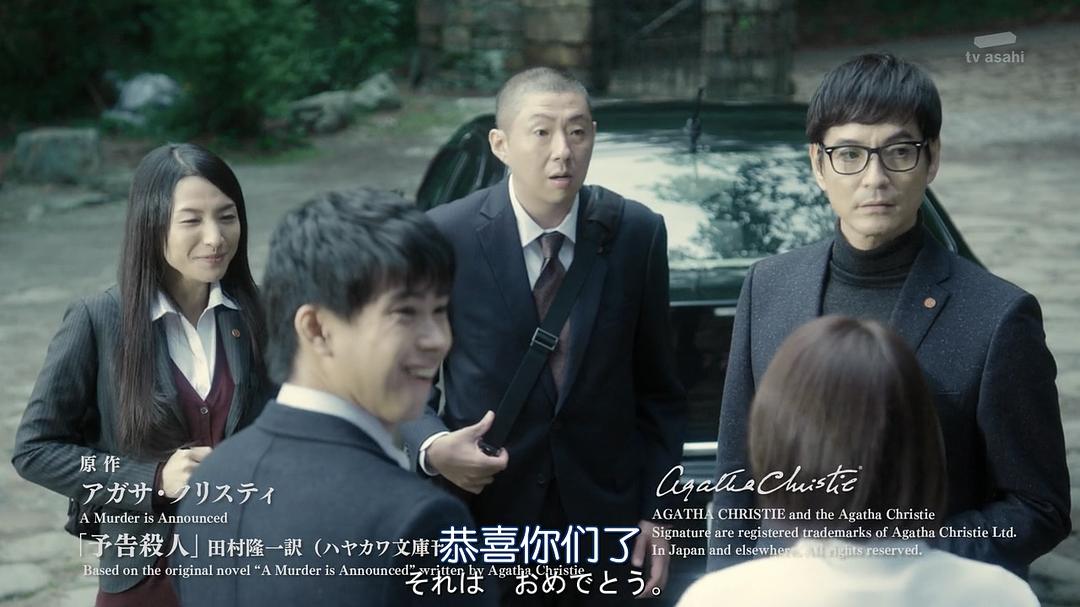 tv asahi
原作
アガサ・クリスティ
A Murder is Announced
「予告殺人」田村隆一訳（ハヤカワ文庫
Based on the original novel “A Murder is Announced” written by Agatha Christie
Agatha Christie®
AGATHA CHRISTIE and the Agatha Christie
Signature are registered trademarks of Agatha Christie Ltd.
In Japan and elsewhere. All rights reserved.
恭喜你们了
それは おめでとう。